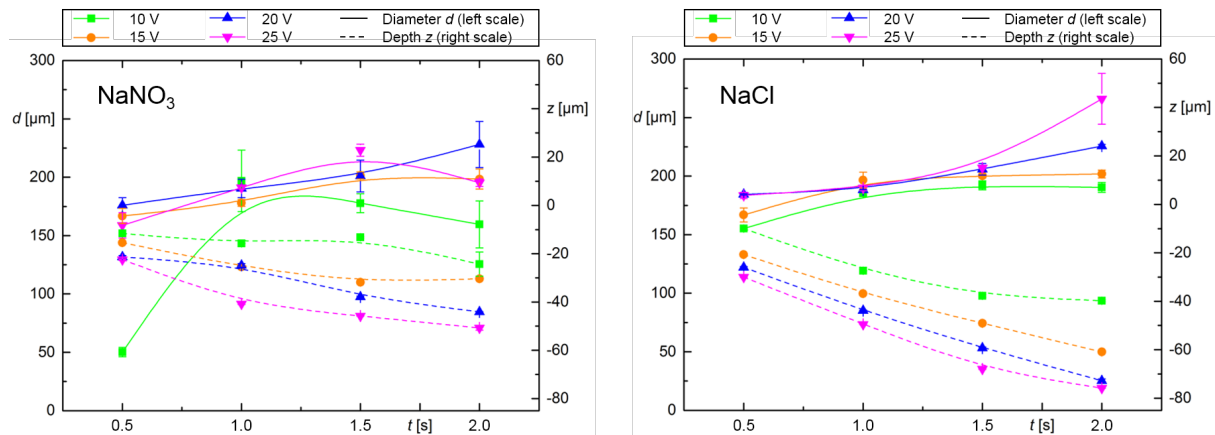 10 V 20 V Diameter d (left scale)
15 V 25 V Depth z (right scale)
300 60
NaNO₃
d [µm] z [µm]
250 40
200 20
0
150 -20
100 -40
50 -60
0 -80
0.5 1.0 1.5 t [s] 2.0
10 V 20 V Diameter d (left scale)
15 V 25 V Depth z (right scale)
300 60
NaCl
d [µm] z [µm]
250 40
200 20
0
150 -20
100 -40
50 -60
0 -80
0.5 1.0 1.5 t [s] 2.0